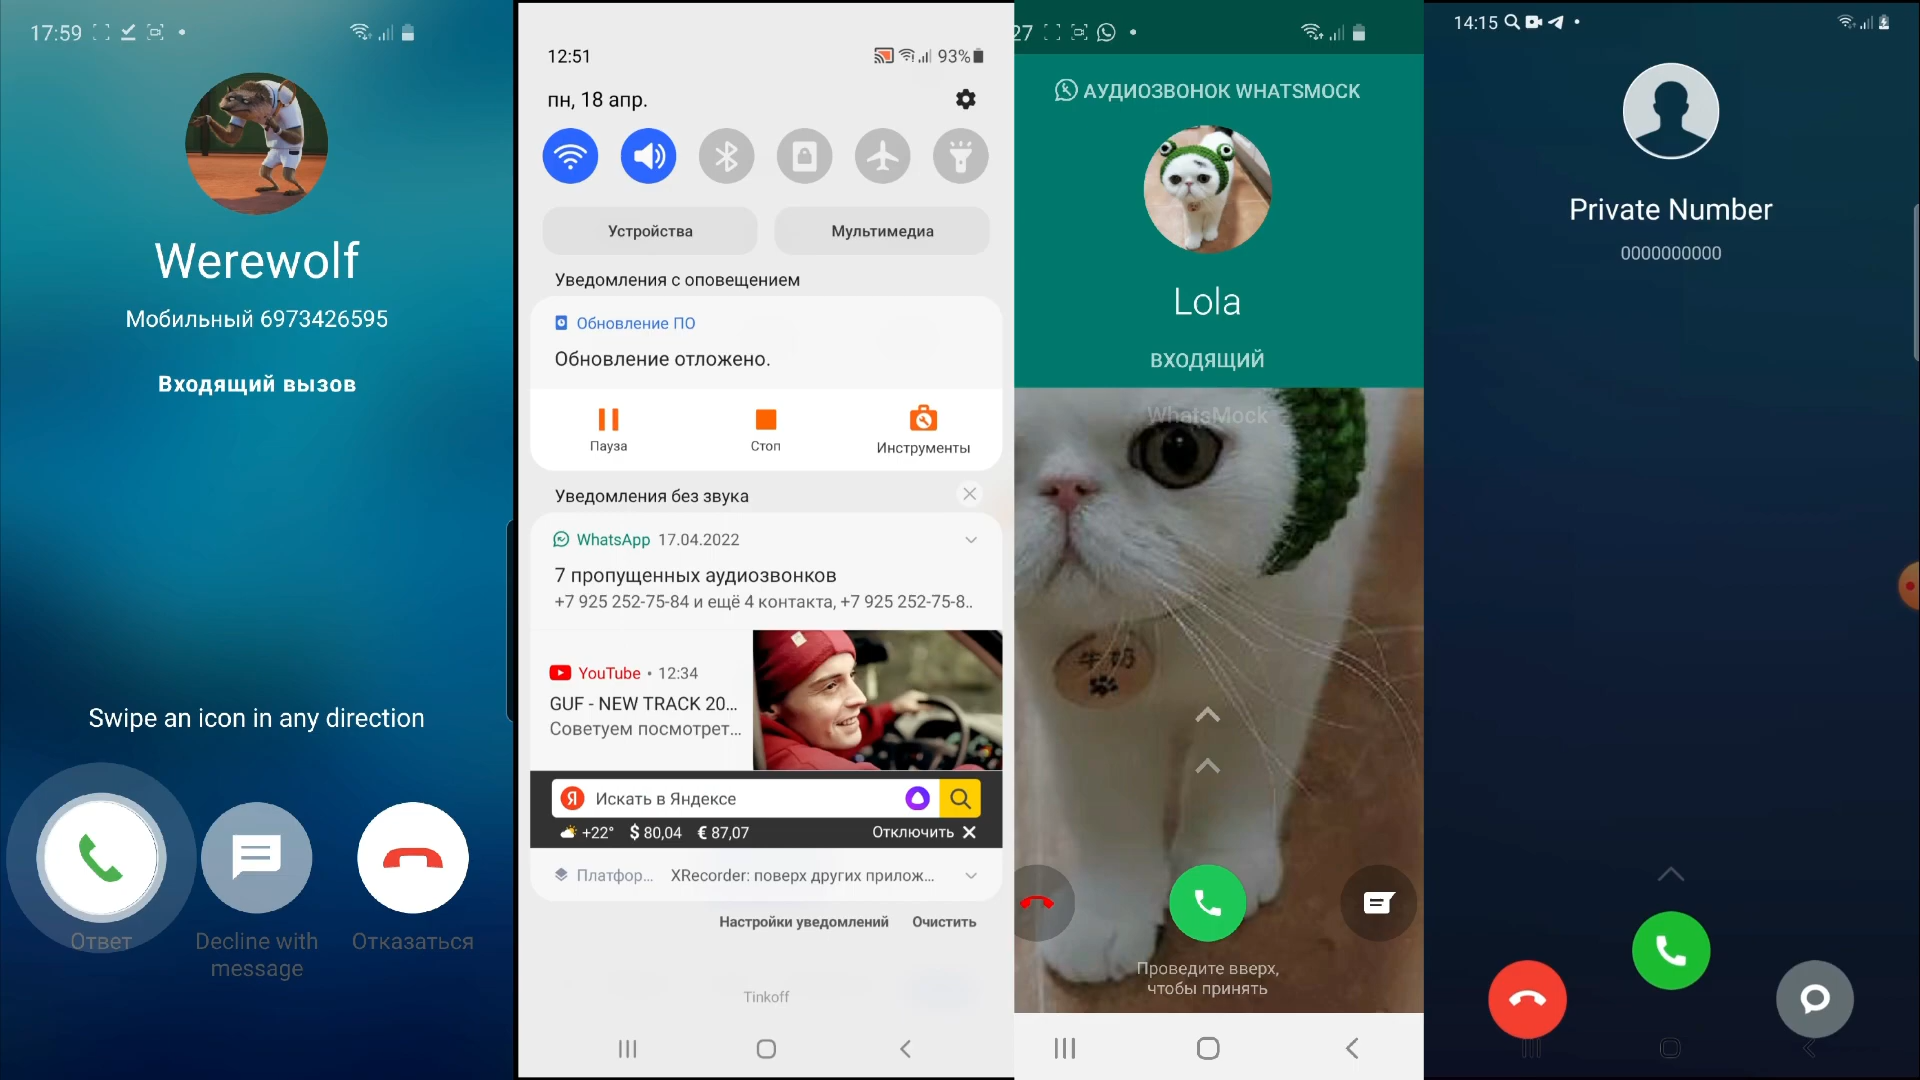 17:59
Werewolf
Мобильный 6973426595
Входящий вызов
Swipe an icon in any direction
Ответ
Decline with
message
Отказаться
12:51
93%
пн, 18 апр.
Устройства
Мультимедиа
Уведомления с оповещением
Обновление ПО
Обновление отложено.
Пауза
Стоп
Инструменты
Уведомления без звука
WhatsApp 17.04.2022
7 пропущенных аудиозвонков
+7 925 252-75-84 и ещё 4 контакта, +7 925 252-75-8..
YouTube • 12:34
GUF - NEW TRACK 20...
Советуем посмотрет...
Я Искать в Яндексе
+22° $ 80,04 € 87,07 Отключить
Платфор... XRecorder: поверх других прилож...
Настройки уведомлений Очистить
Tinkoff
27
АУДИОЗВОНОК WHATSMOCK
Lola
ВХОДЯЩИЙ
WhatsMock
牛奶
Проведите вверх,
чтобы принять
14:15
Private Number
0000000000